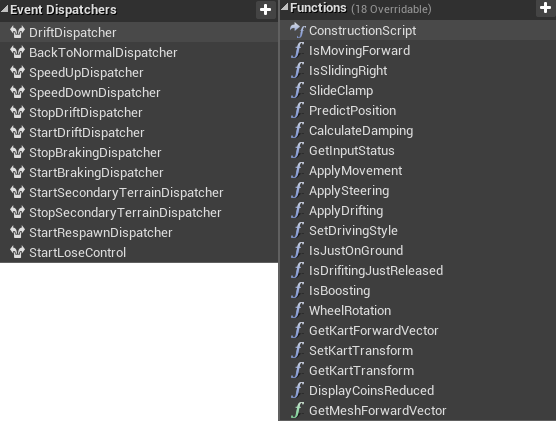 Event Dispatchers
DriftDispatcher
BackToNormalDispatcher
SpeedUpDispatcher
SpeedDownDispatcher
StopDriftDispatcher
StartDriftDispatcher
StopBrakingDispatcher
StartBrakingDispatcher
StartSecondaryTerrainDispatcher
StopSecondaryTerrainDispatcher
StartRespawnDispatcher
StartLoseControl
Functions (18 Overridable)
ConstructionScript
IsMovingForward
IsSlidingRight
SlideClamp
PredictPosition
CalculateDamping
GetInputStatus
ApplyMovement
ApplySteering
ApplyDrifting
SetDrivingStyle
IsJustOnGround
IsDrifitingJustReleased
IsBoosting
WheelRotation
GetKartForwardVector
SetKartTransform
GetKartTransform
DisplayCoinsReduced
GetMeshForwardVector